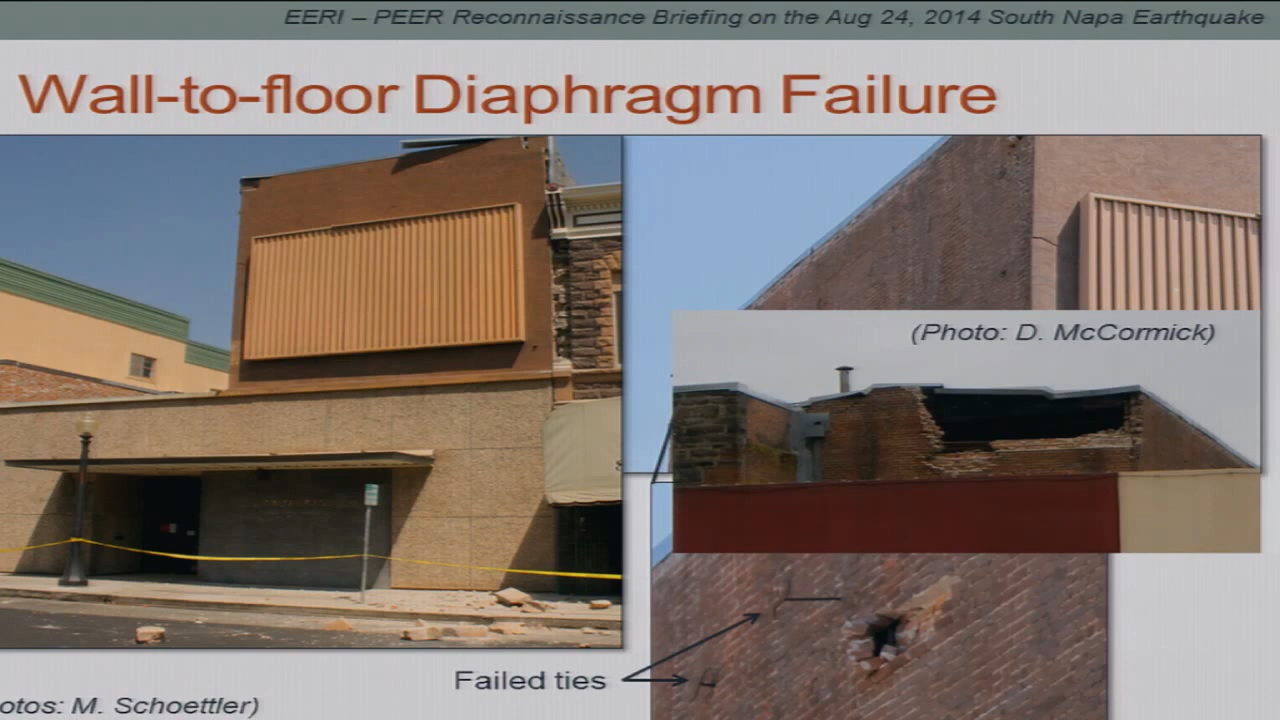 EERI – PEER Reconnaissance Briefing on the Aug 24, 2014 South Napa Earthquake
Wall-to-floor Diaphragm Failure
(Photo: D. McCormick)
Failed ties
otos: M. Schoettler)